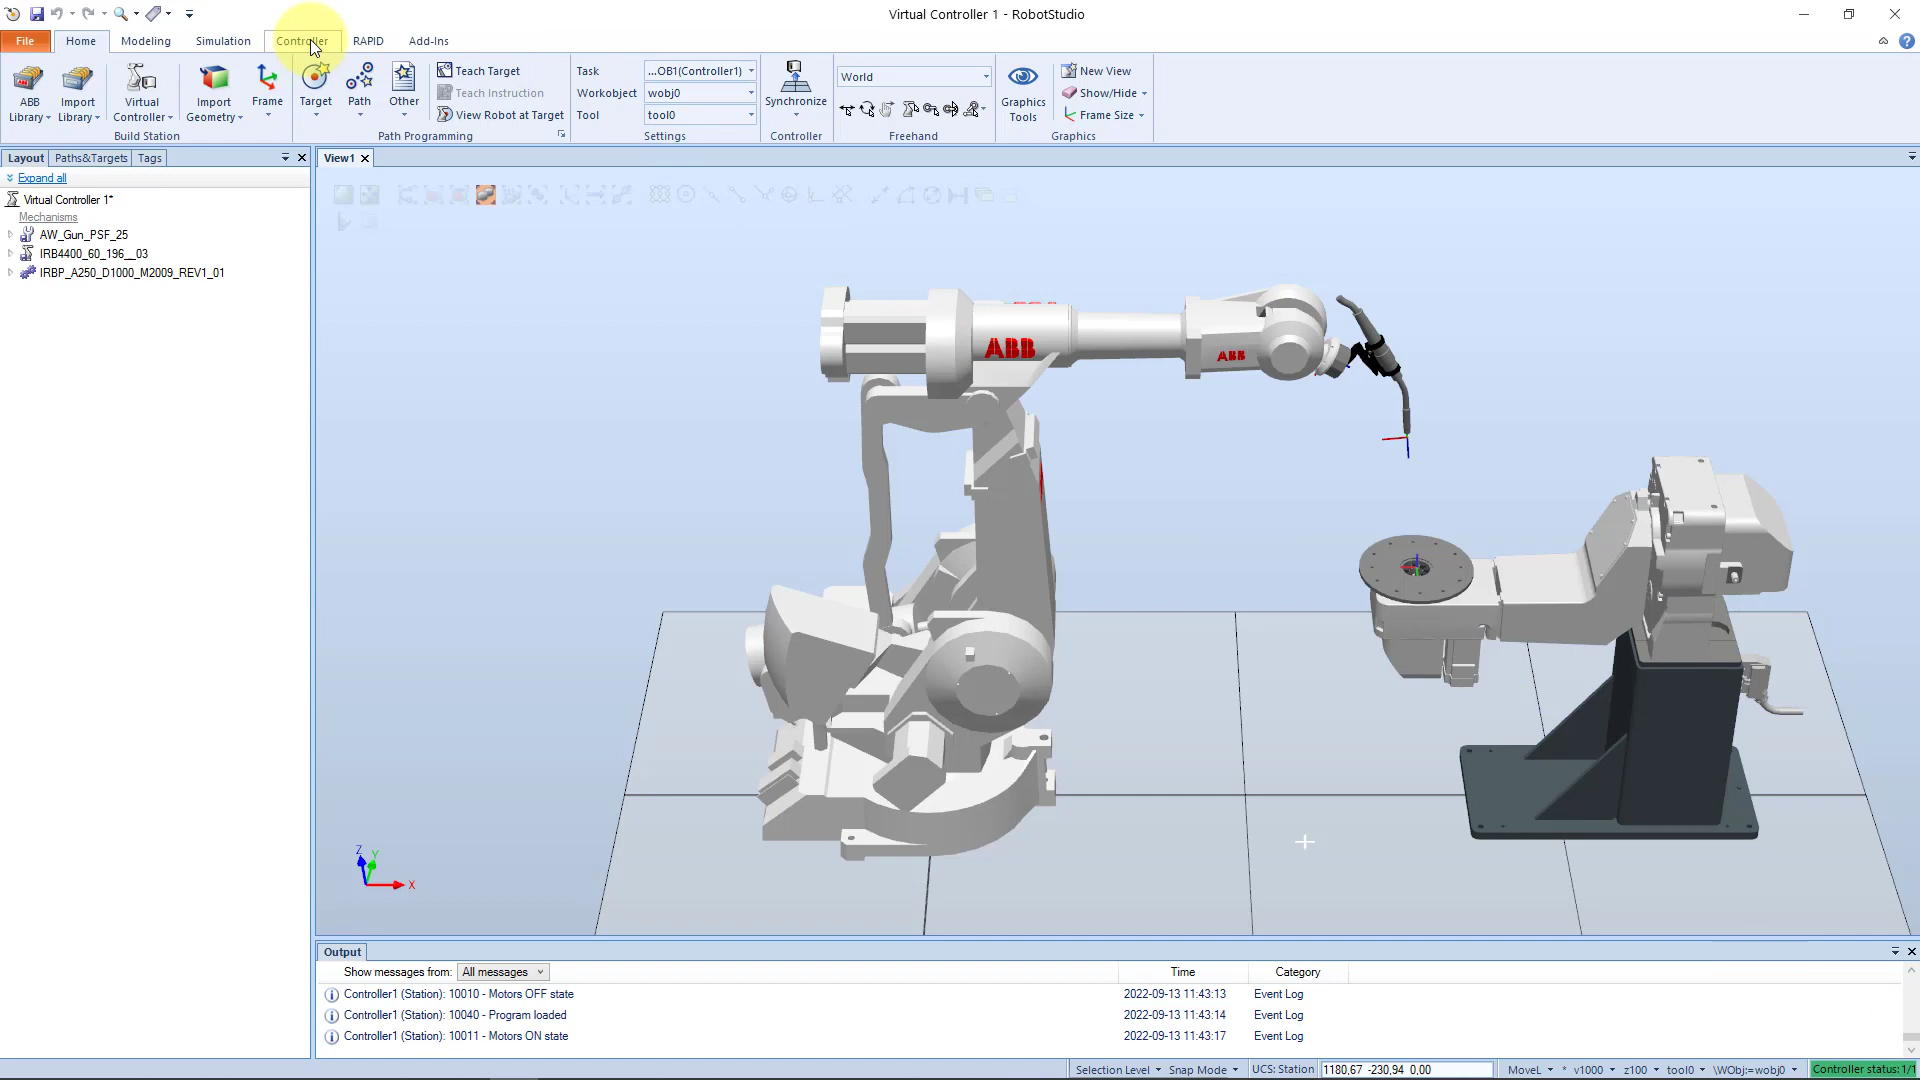 Virtual Controller 1 - RobotStudio
File
Home
Modeling
Simulation
Controller
RAPID
Add-Ins
ABB
Library
Import
Library
Virtual
Controller
Import
Geometry
Frame
Build Station
Target
Path
Other
Teach Target
Teach Instruction
View Robot at Target
Path Programming
Task
...OB1(Controller1)
Workobject
wobj0
Tool
tool0
Settings
Synchronize
Controller
World
Freehand
Graphics
Tools
New View
Show/Hide
Frame Size
Graphics
Layout
Paths&Targets
Tags
Expand all
Virtual Controller 1*
Mechanisms
AW_Gun_PSF_25
IRB4400_60_196__03
IRBP_A250_D1000_M2009_REV1_01
View1
ABB
ABB
Z
Y
X
Output
Show messages from:
All messages
Time
Category
Controller1 (Station): 10010 - Motors OFF state
2022-09-13 11:43:13
Event Log
Controller1 (Station): 10040 - Program loaded
2022-09-13 11:43:14
Event Log
Controller1 (Station): 10011 - Motors ON state
2022-09-13 11:43:17
Event Log
Selection Level
Snap Mode
UCS: Station
1180,67 -230,94 0,00
MoveL
*
v1000
z100
tool0
\WObj:=wobj0
Controller status: 1/1